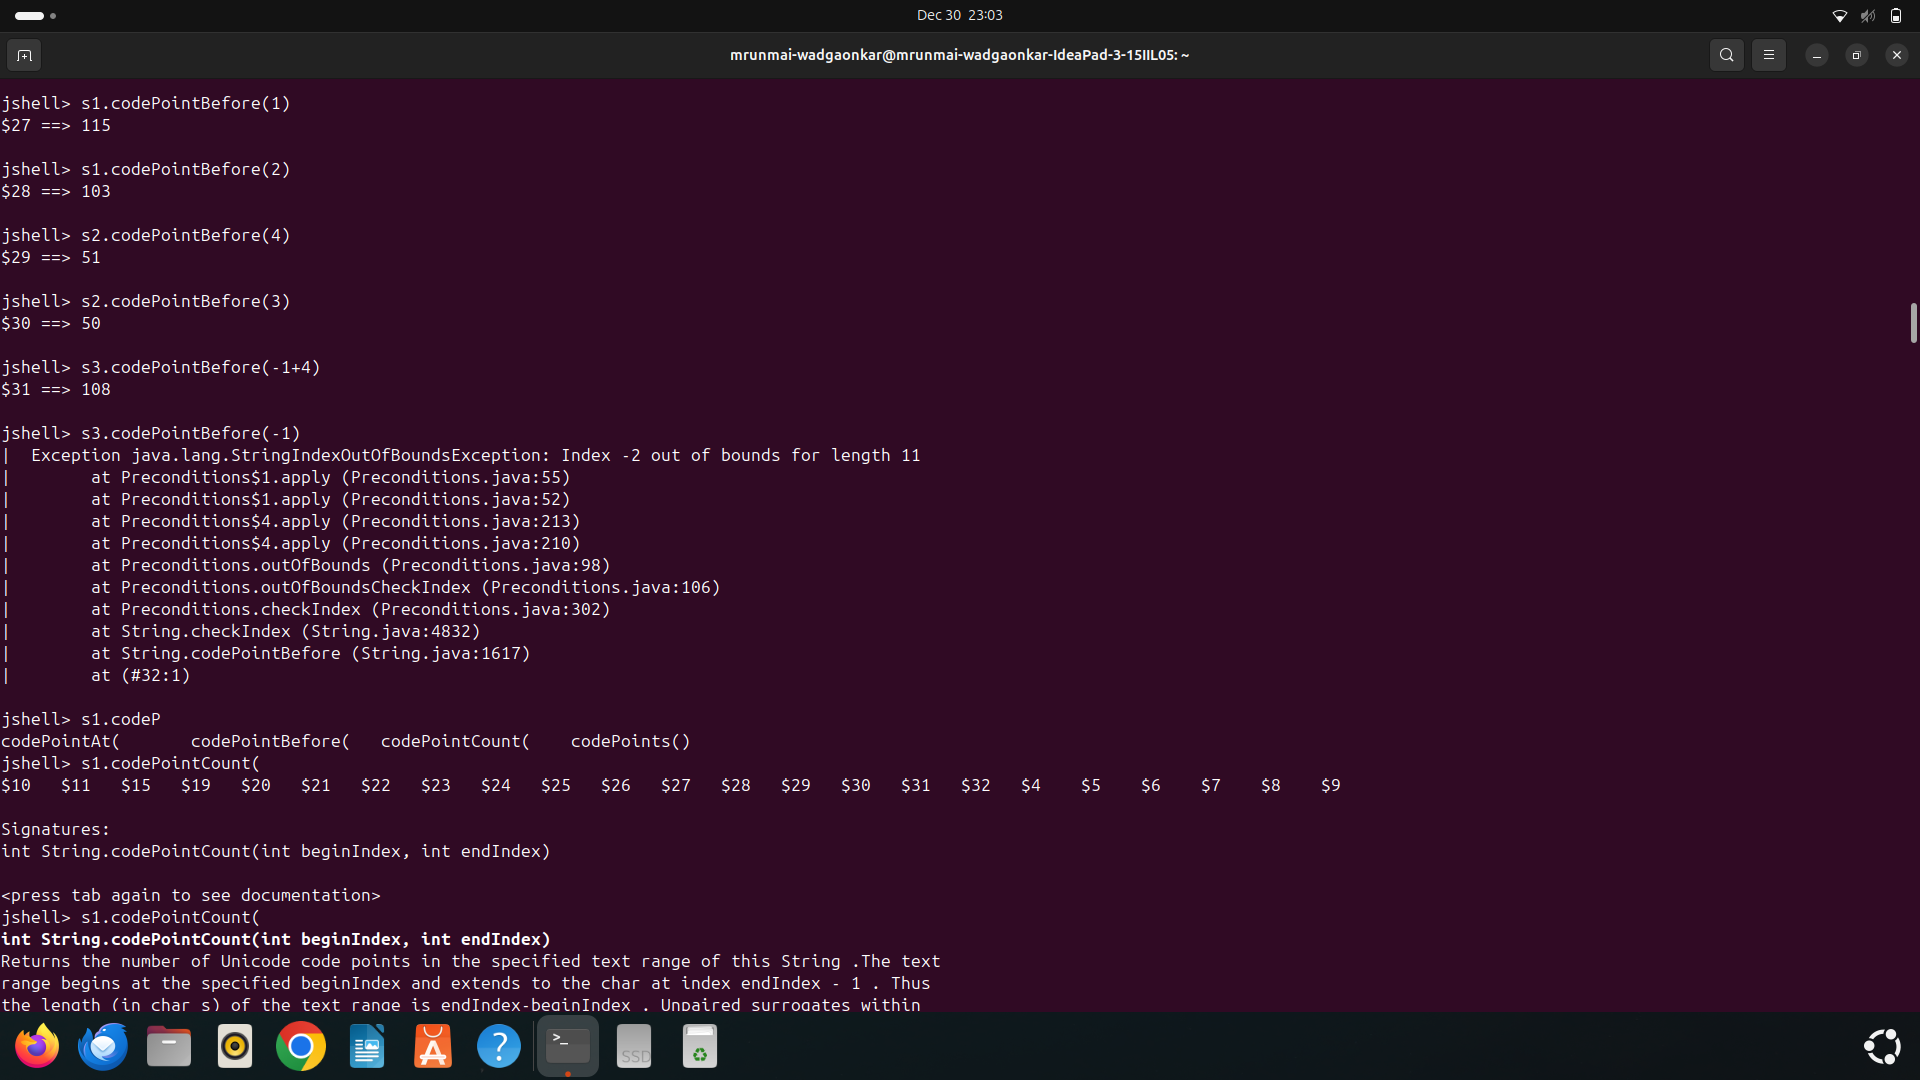 Dec 30 23:03
mrunmai-wadgaonkar@mrunmai-wadgaonkar-IdeaPad-3-15IIL05: ~
jshell> s1.codePointBefore(1)
$27 ==> 115
jshell> s1.codePointBefore(2)
$28 ==> 103
jshell> s2.codePointBefore(4)
$29 ==> 51
jshell> s2.codePointBefore(3)
$30 ==> 50
jshell> s3.codePointBefore(-1+4)
$31 ==> 108
jshell> s3.codePointBefore(-1)
|  Exception java.lang.StringIndexOutOfBoundsException: Index -2 out of bounds for length 11
|        at Preconditions$1.apply (Preconditions.java:55)
|        at Preconditions$1.apply (Preconditions.java:52)
|        at Preconditions$4.apply (Preconditions.java:213)
|        at Preconditions$4.apply (Preconditions.java:210)
|        at Preconditions.outOfBounds (Preconditions.java:98)
|        at Preconditions.outOfBoundsCheckIndex (Preconditions.java:106)
|        at Preconditions.checkIndex (Preconditions.java:302)
|        at String.checkIndex (String.java:4832)
|        at String.codePointBefore (String.java:1617)
|        at (#32:1)
jshell> s1.codeP
codePointAt(       codePointBefore(   codePointCount(    codePoints()
jshell> s1.codePointCount(
$10   $11   $15   $19   $20   $21   $22   $23   $24   $25   $26   $27   $28   $29   $30   $31   $32   $4    $5    $6    $7    $8    $9
Signatures:
int String.codePointCount(int beginIndex, int endIndex)
<press tab again to see documentation>
jshell> s1.codePointCount(
int String.codePointCount(int beginIndex, int endIndex)
Returns the number of Unicode code points in the specified text range of this String .The text
range begins at the specified beginIndex and extends to the char at index endIndex - 1 . Thus
the length (in char s) of the text range is endIndex-beginIndex . Unpaired surrogates within
>_
?
SSD